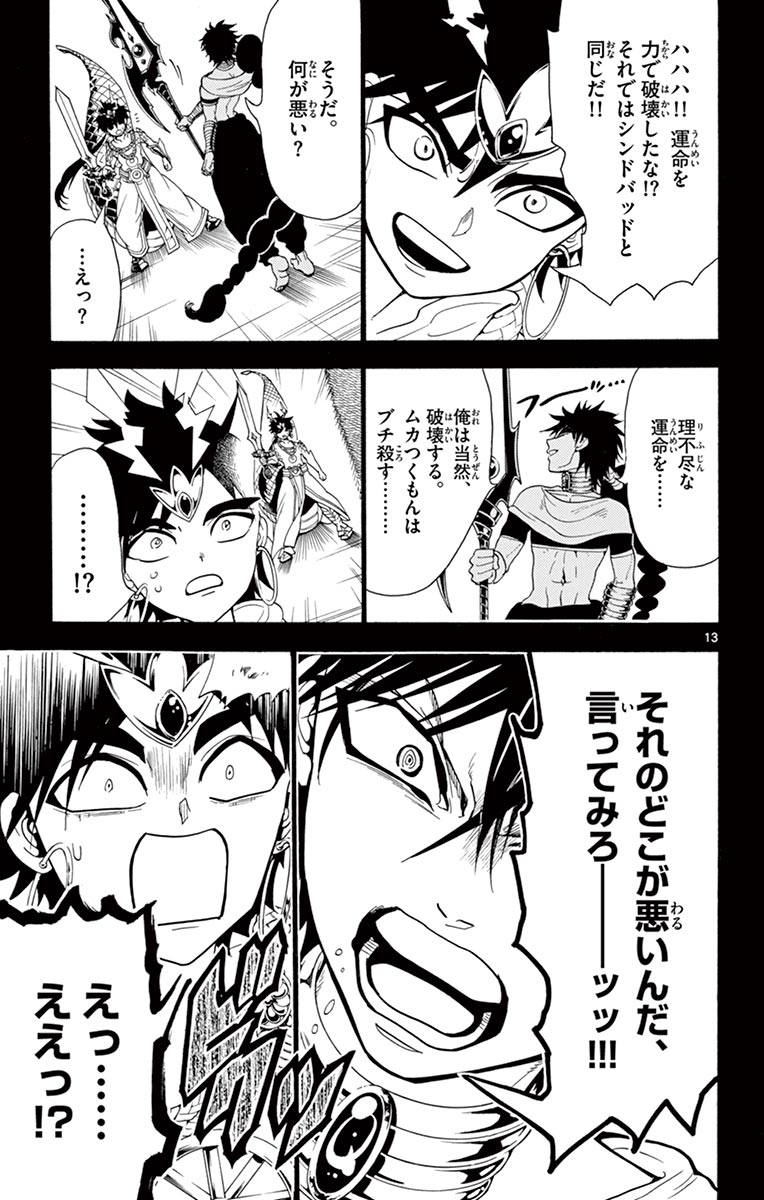 ハハハ!! 運命を
力で破壊したな!?
それではシンドバッドと
同じだ!!
そうだ。
何が悪い?
…えっ?
理不尽な
運命を……
俺は当然、
破壊する。
ムカつくもんは
ブチ殺す……
………!?
13
それのどこが悪いんだ、
言ってみろ――ッッ!!!
えっ……
ええっ!?